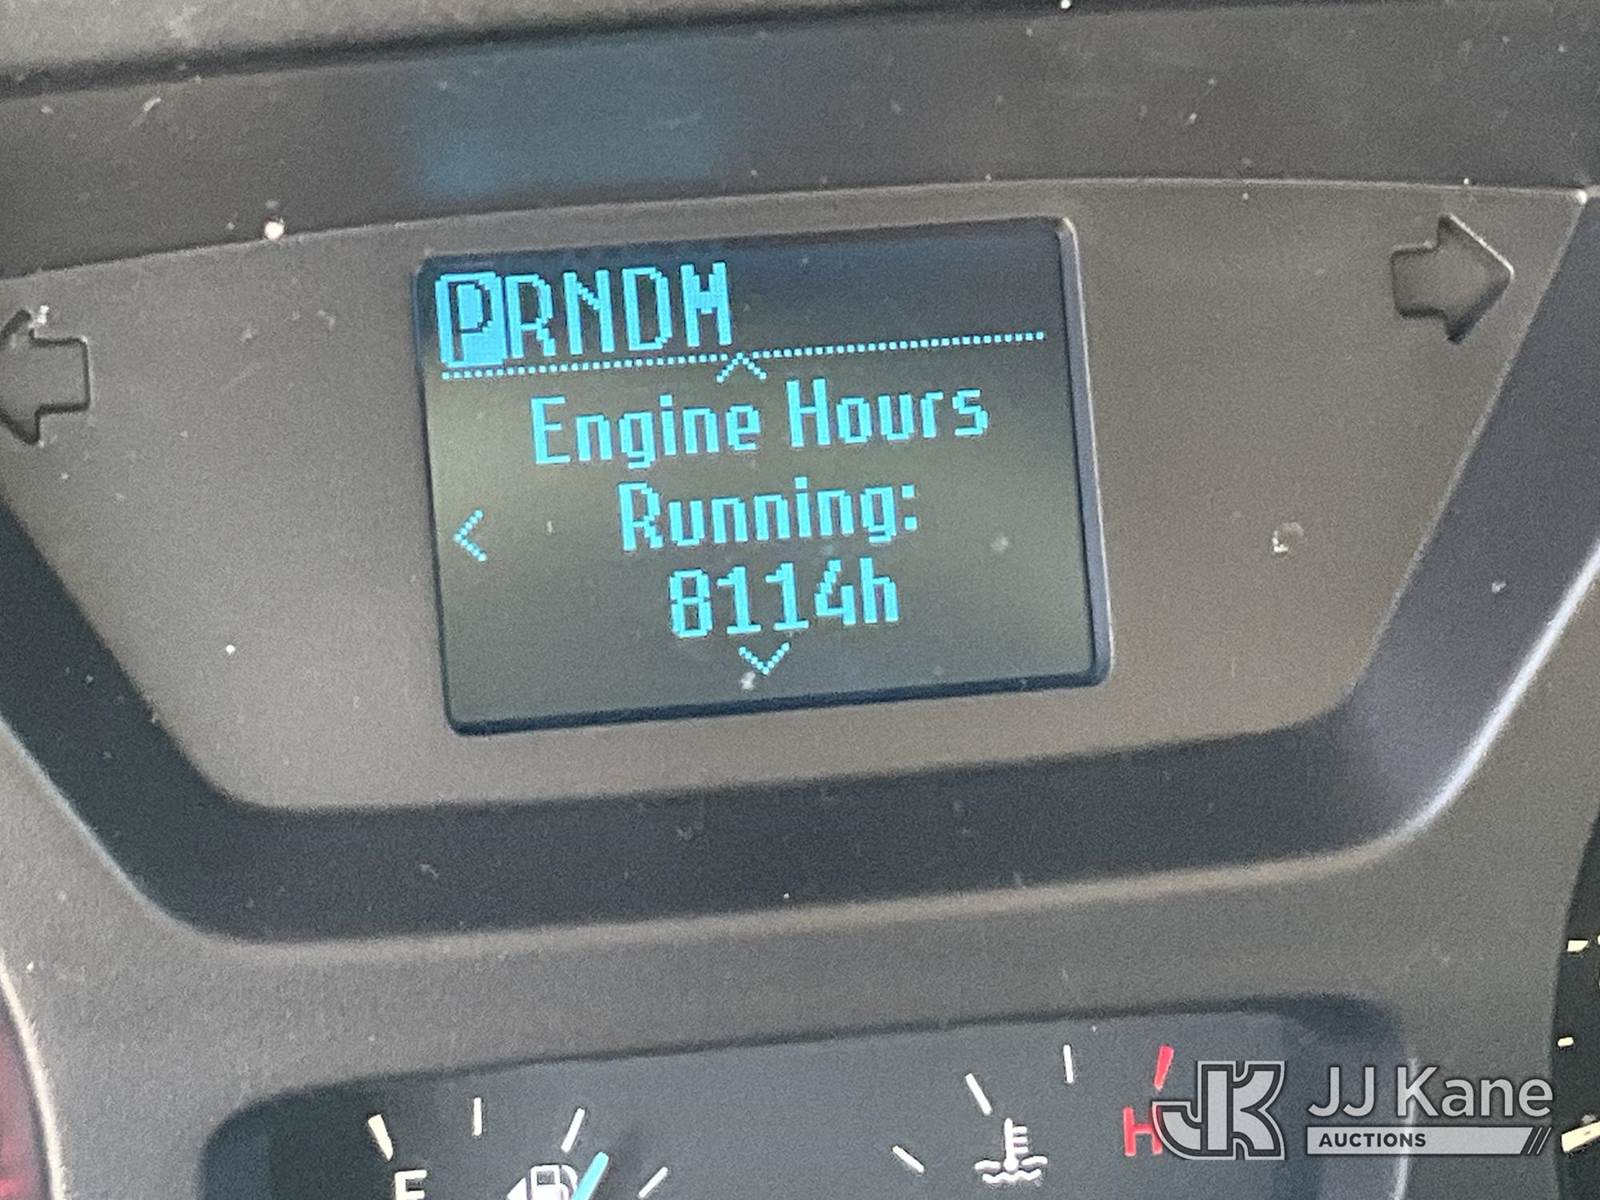 PRNDM
Engine Hours
Running:
8114h
H
JJ Kane
AUCTIONS